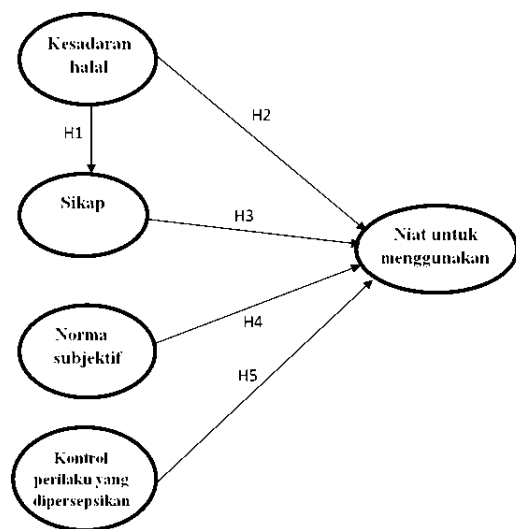 Kesadaran
halal
H1
H2
Sikap
H3
Niat untuk
menggunakan
Norma
subjektif
H4
H5
Kontrol
perilaku yang
dipersepsikan